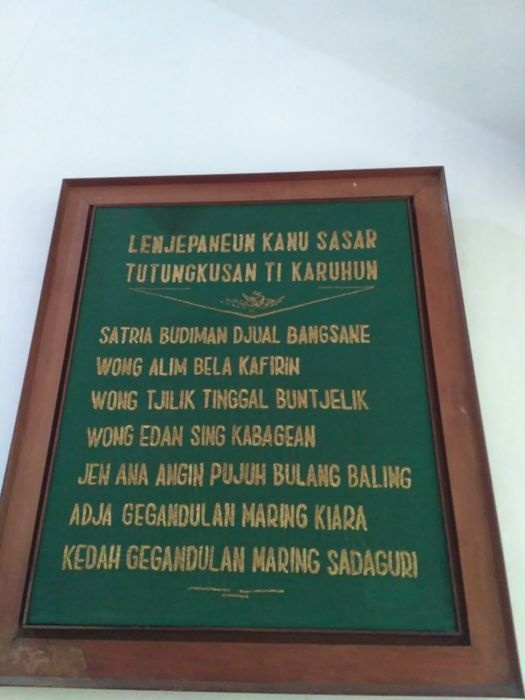 LENJEPANEUN KANU SASAR
TUTUNGKUSAN TI KARUHUN
SATRIA BUDIMAN DJUAL BANGSANE
WONG ALIM BELA KAFIRIN
WONG TJILIK TINGGAL BUNTJELIK
WONG EDAN SING KABAGEAN
JEN ANA ANGIN PUJUH BULANG BALING
ADJA GEGANDULAN MARING KIARA
KEDAH GEGANDULAN MARING SADAGURI